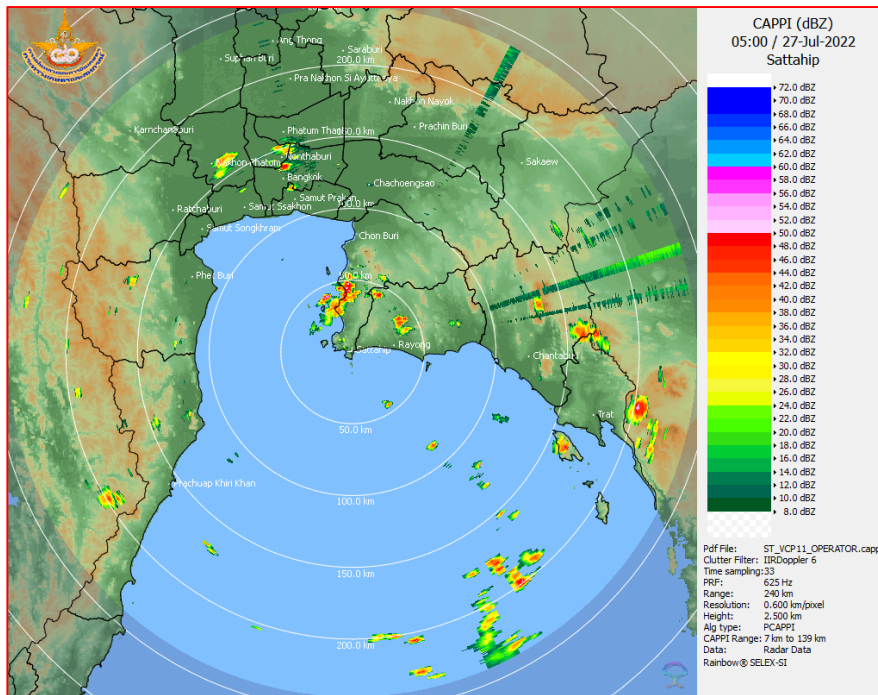 CAPPI (dBZ)
05:00 / 27-Jul-2022
Sattahip
72.0 dBZ
70.0 dBZ
68.0 dBZ
66.0 dBZ
64.0 dBZ
62.0 dBZ
60.0 dBZ
58.0 dBZ
56.0 dBZ
54.0 dBZ
52.0 dBZ
50.0 dBZ
48.0 dBZ
46.0 dBZ
44.0 dBZ
42.0 dBZ
40.0 dBZ
38.0 dBZ
36.0 dBZ
34.0 dBZ
32.0 dBZ
30.0 dBZ
28.0 dBZ
26.0 dBZ
24.0 dBZ
22.0 dBZ
20.0 dBZ
18.0 dBZ
16.0 dBZ
14.0 dBZ
12.0 dBZ
10.0 dBZ
8.0 dBZ
Pdf File: ST_VCP11_OPERATOR.capp
Clutter Filter: IIRDoppler 6
Time sampling:33
PRF: 625 Hz
Range: 240 km
Resolution: 0.600 km/pixel
Height: 2.500 km
Alg type: PCAPPI
CAPPI Range: 7 km to 139 km
Data: Radar Data
Rainbow® SELEX-SI
Ang Thong
Saraburi
Suphan Buri
200.0 km
Pra Nakhon Si Ayutthaya
Nakhon Nayok
Karnchanaburi
Phatum Thani
Prachin Buri
Nonthaburi
Nakhon Phatom
Sakaew
Bangkok
Chachoengsao
Samut Prakan
Ratchaburi
Samut Ssakhon
Samut Songkhram
Chon Buri
Phet Buri
Sattahip
Rayong
Chantaburi
Trat
50.0 km
Prachuap Khiri Khan
100.0 km
150.0 km
200.0 km